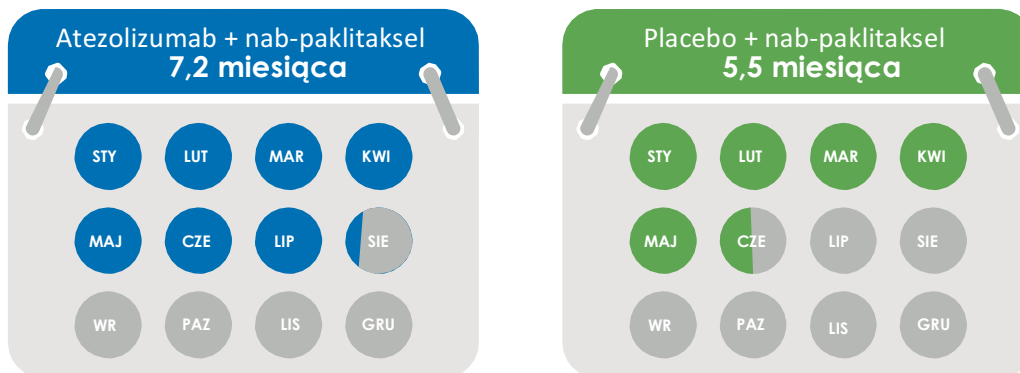 Atezolizumab + nab-paklitaksel
7,2 miesiąca
STY LUT MAR KWI
MAJ CZE LIP SIE
WR PAZ LIS GRU
Placebo + nab-paklitaksel
5,5 miesiąca
STY LUT MAR KWI
MAJ CZE LIP SIE
WR PAZ LIS GRU